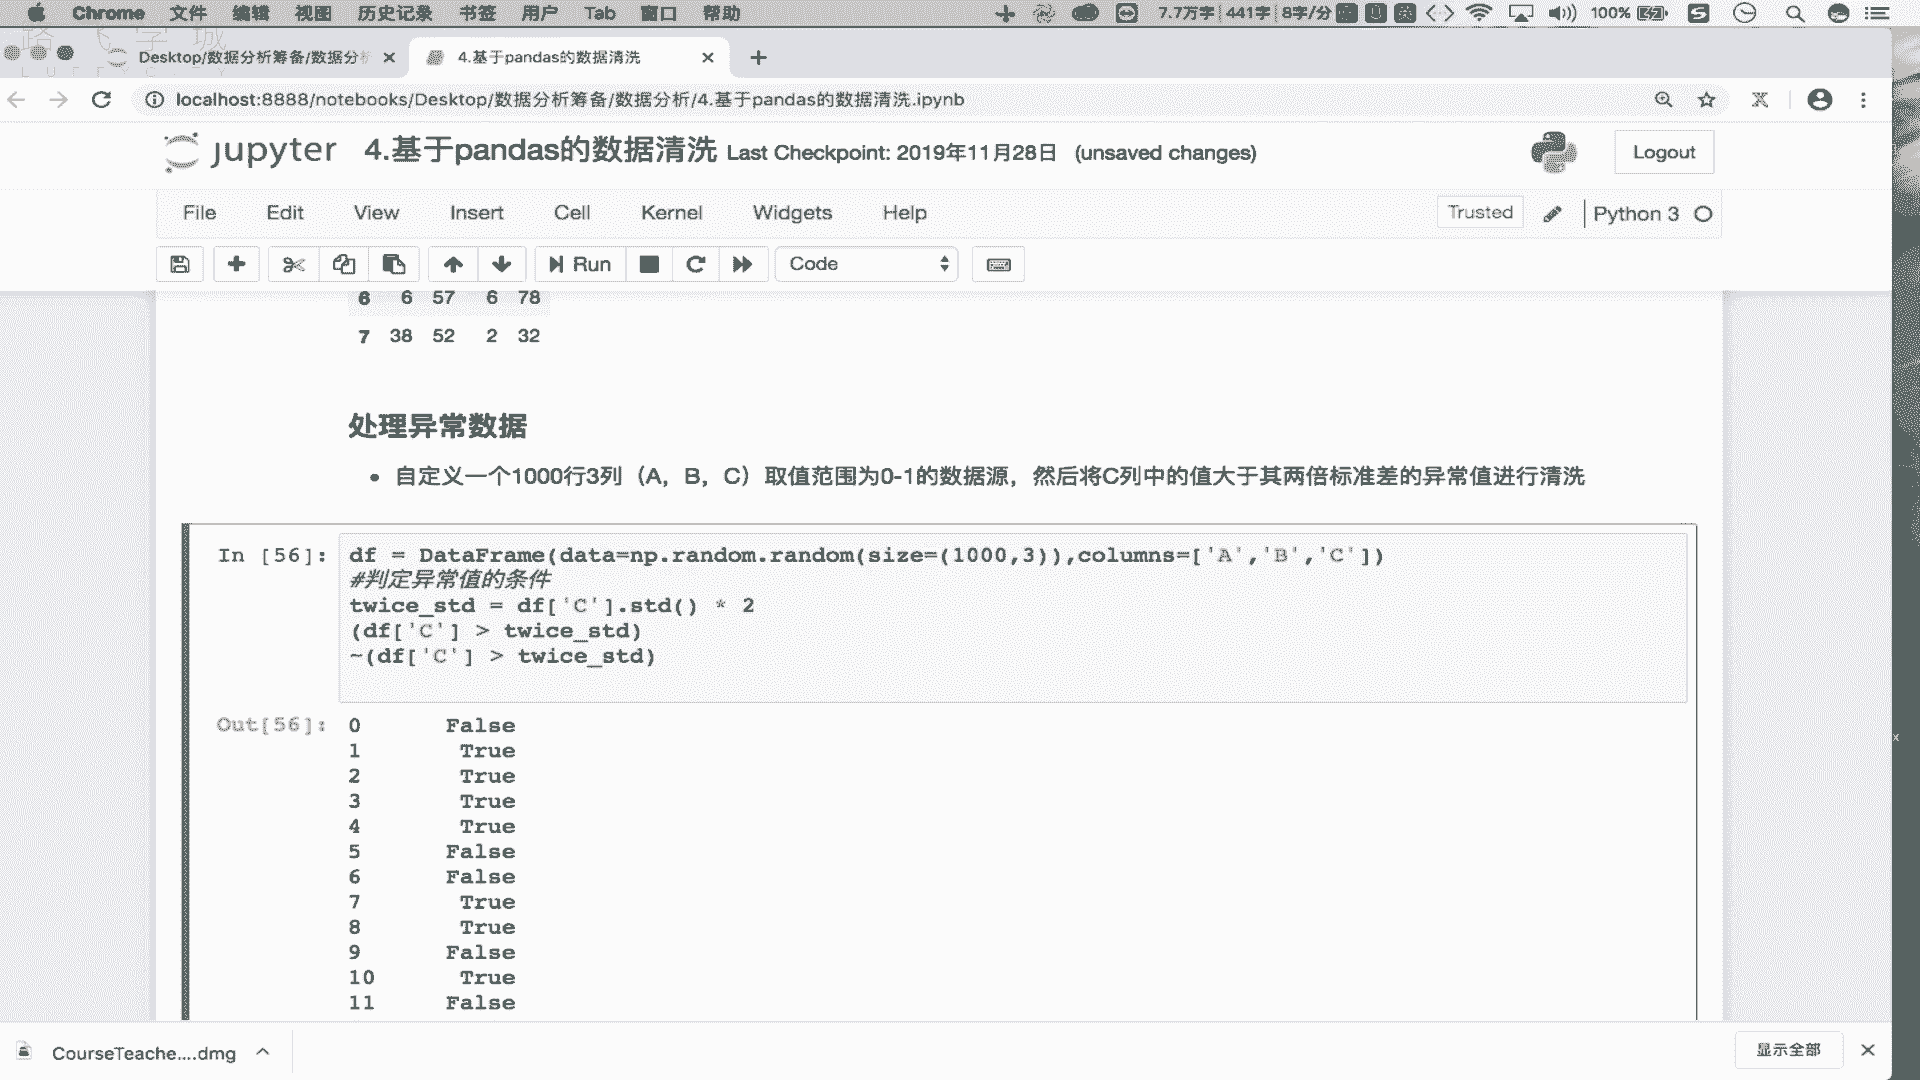 Chrome 文件 编辑 视图 历史记录 书签 用户 Tab 窗口 帮助 7.7万字 441字 8字/分 100%
Desktop/数据分析筹备/数据分 4.基于pandas的数据清洗
localhost:8888/notebooks/Desktop/数据分析筹备/数据分析/4.基于pandas的数据清洗.ipynb
jupyter 4.基于pandas的数据清洗 Last Checkpoint: 2019年11月28日 (unsaved changes) Logout
File Edit View Insert Cell Kernel Widgets Help Trusted Python 3
Run Code
6 6 57 6 78
7 38 52 2 32
处理异常数据
• 自定义一个1000行3列（A，B，C）取值范围为0-1的数据源，然后将C列中的值大于其两倍标准差的异常值进行清洗
In [56]: df = DataFrame(data=np.random.random(size=(1000,3)),columns=['A','B','C'])
#判定异常值的条件
twice_std = df['C'].std() * 2
(df['C'] > twice_std)
~(df['C'] > twice_std)
Out[56]: 0 False
1 True
2 True
3 True
4 True
5 False
6 False
7 True
8 True
9 False
10 True
11 False
CourseTeache....dmg 显示全部